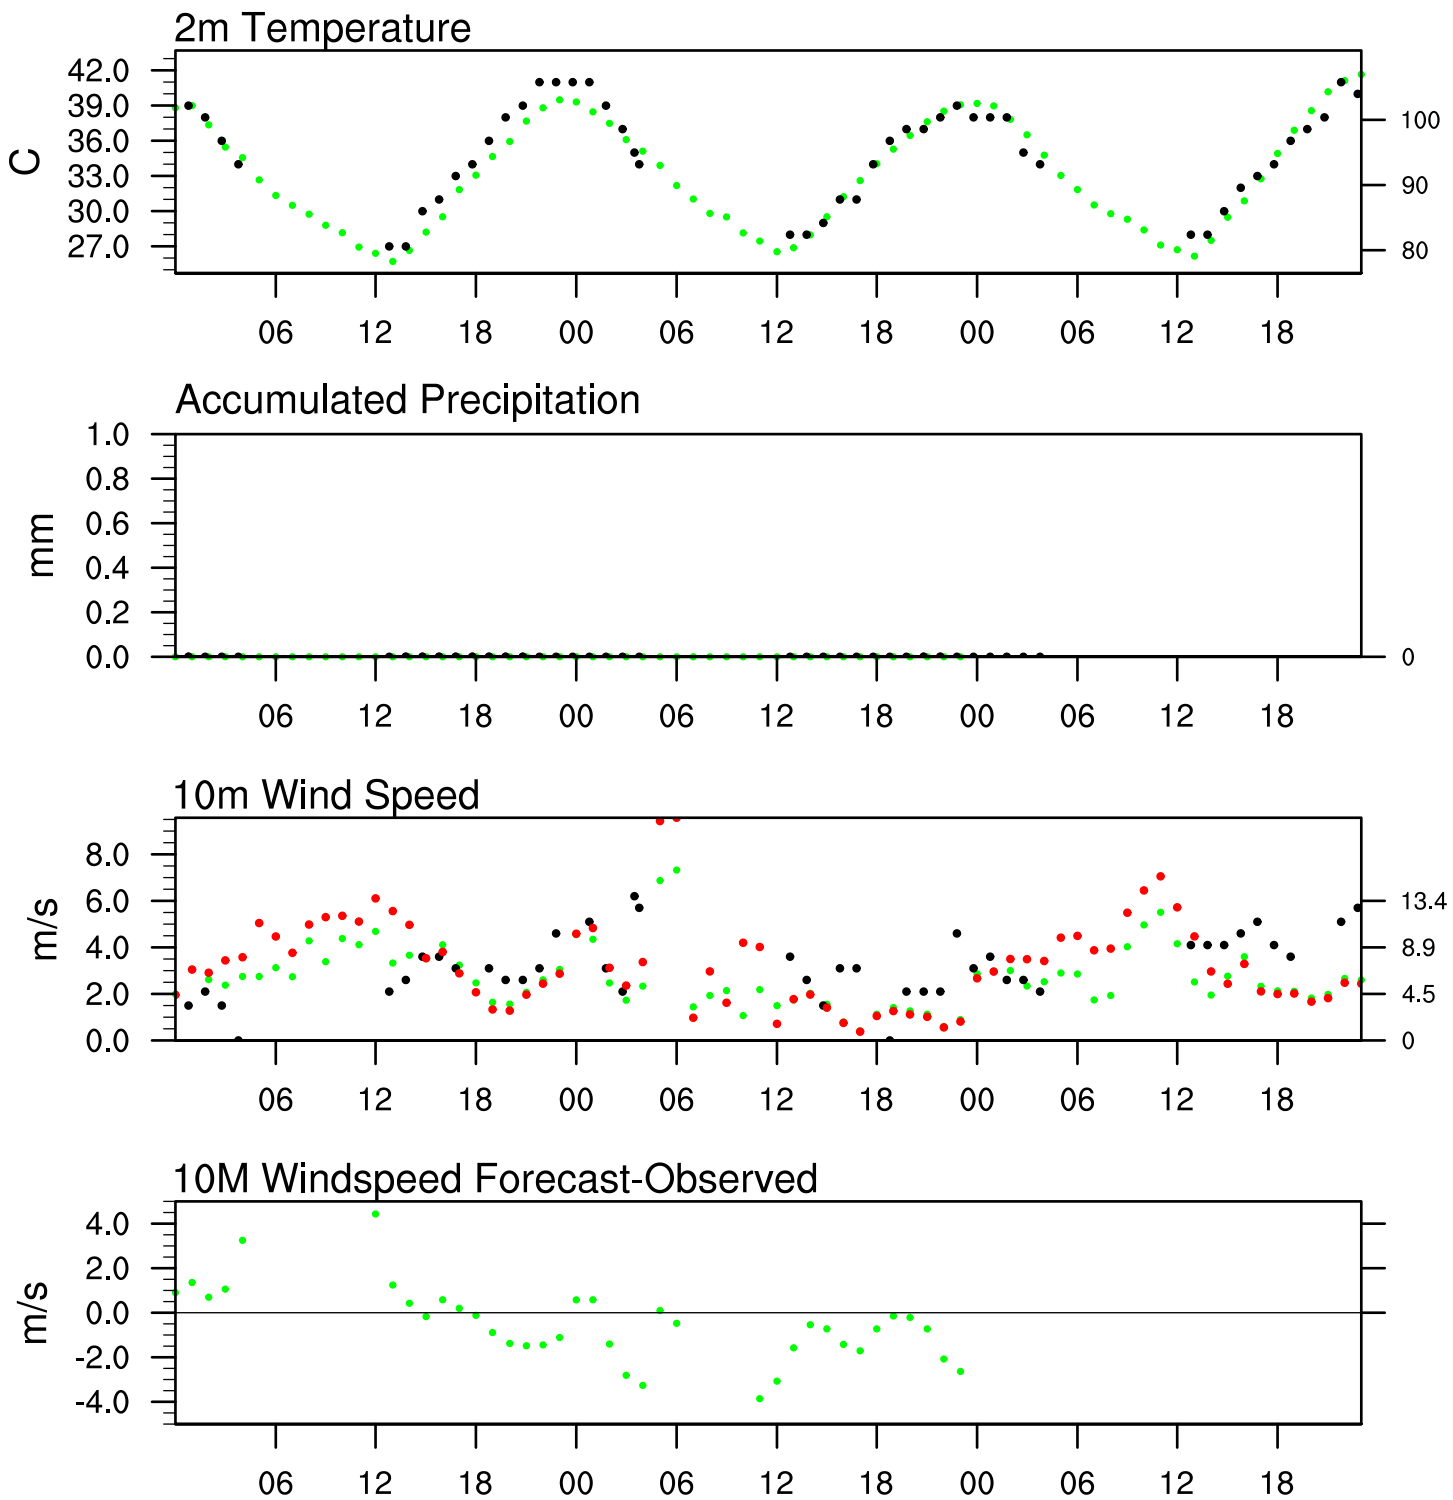 2m Temperature
42.0
39.0
36.0
33.0
30.0
27.0
C
100
90
80
06 12 18 00 06 12 18 00 06 12 18
Accumulated Precipitation
1.0
0.8
0.6
0.4
0.2
0.0
mm
0
06 12 18 00 06 12 18 00 06 12 18
10m Wind Speed
8.0
6.0
4.0
2.0
0.0
m/s
13.4
8.9
4.5
0
06 12 18 00 06 12 18 00 06 12 18
10M Windspeed Forecast-Observed
4.0
2.0
0.0
-2.0
-4.0
m/s
06 12 18 00 06 12 18 00 06 12 18